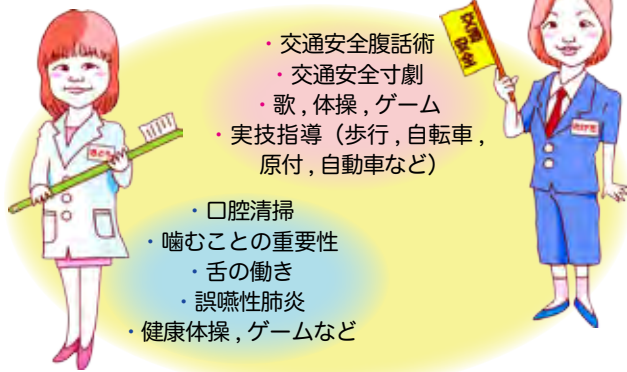 交通
安全
・交通安全腹話術
・交通安全寸劇
・歌,体操,ゲーム
・実技指導（歩行,自転車,
原付,自動車など）
・口腔清掃
・噛むことの重要性
・舌の働き
・誤嚥性肺炎
・健康体操,ゲームなど